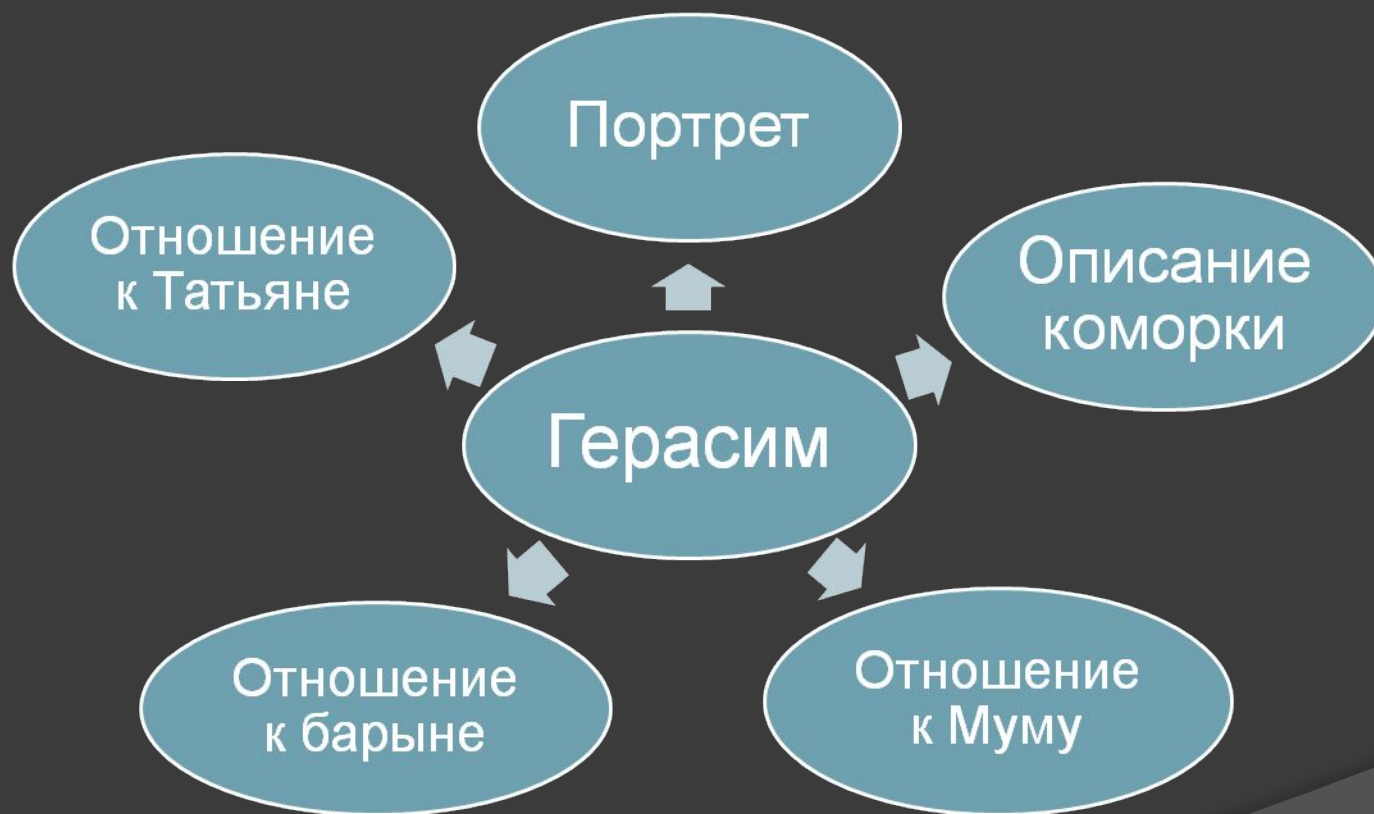 Портрет
Отношение
к Татьяне
Описание
коморки
Герасим
Отношение
к барыне
Отношение
к Муму